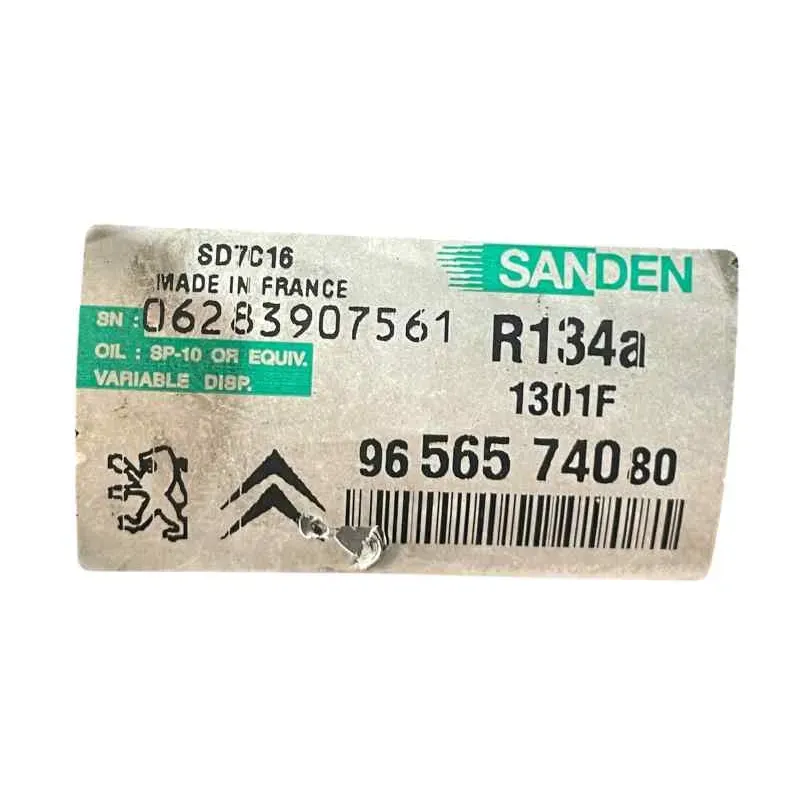 SD7C16
MADE IN FRANCE
SANDEN
SN: 06283907561
R134a
OIL : SP-10 OR EQUIV.
VARIABLE DISP.
1301F
96 565 740 80